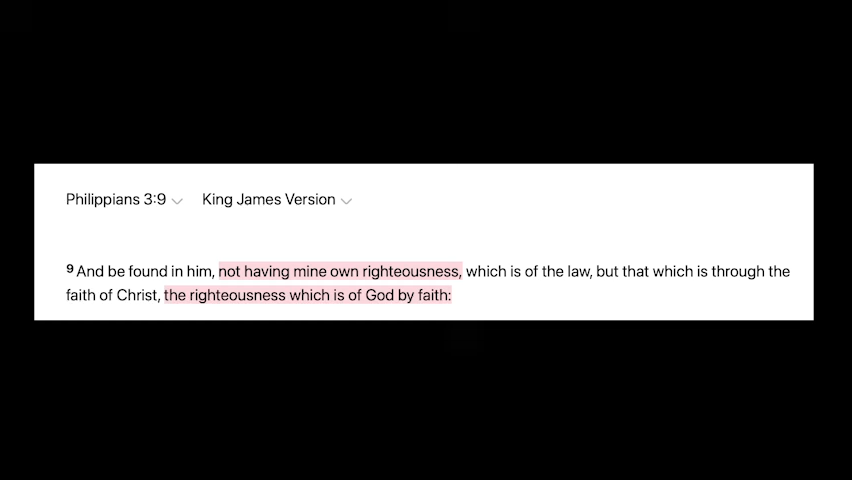 Philippians 3:9 King James Version
9 And be found in him, not having mine own righteousness, which is of the law, but that which is through the
faith of Christ, the righteousness which is of God by faith: